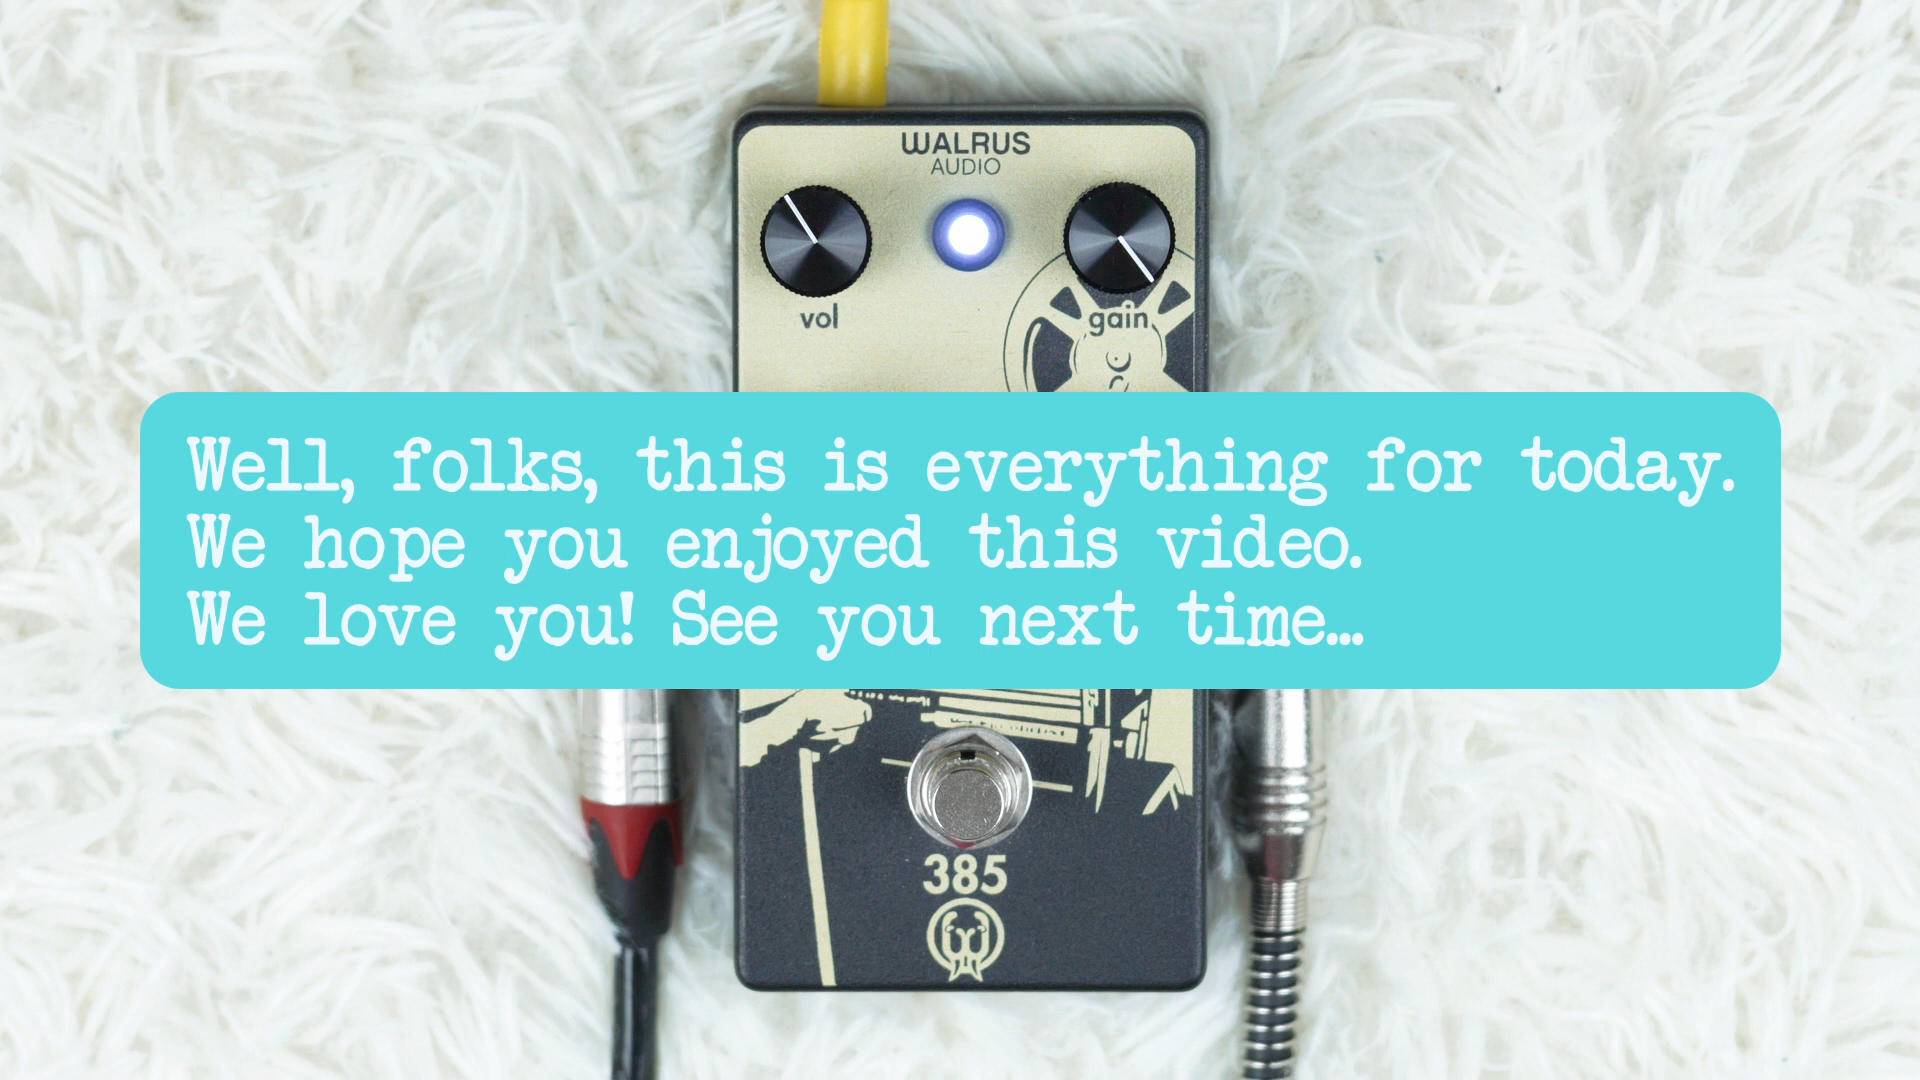 WALRUS
AUDIO
vol
gain
Well, folks, this is everything for today.
We hope you enjoyed this video.
We love you! See you next time...
385